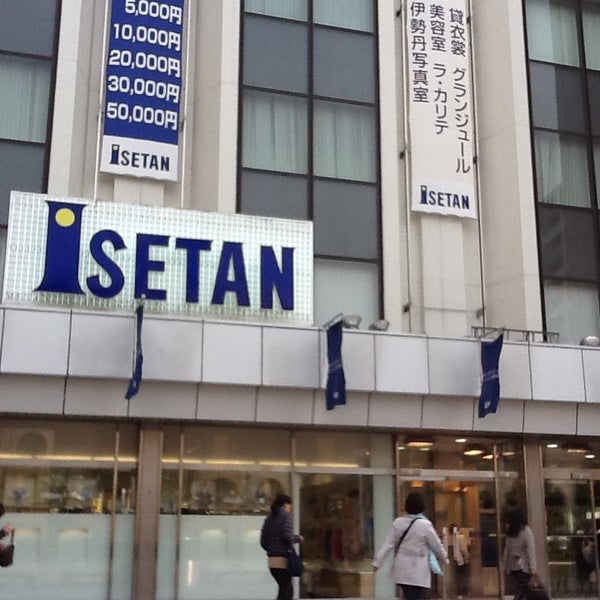 5,000円
10,000円
20,000円
30,000円
50,000円
iSETAN
貸衣裳 グランジュール
美容室 ラ・カリテ
伊勢丹写真室
iSETAN
iSETAN